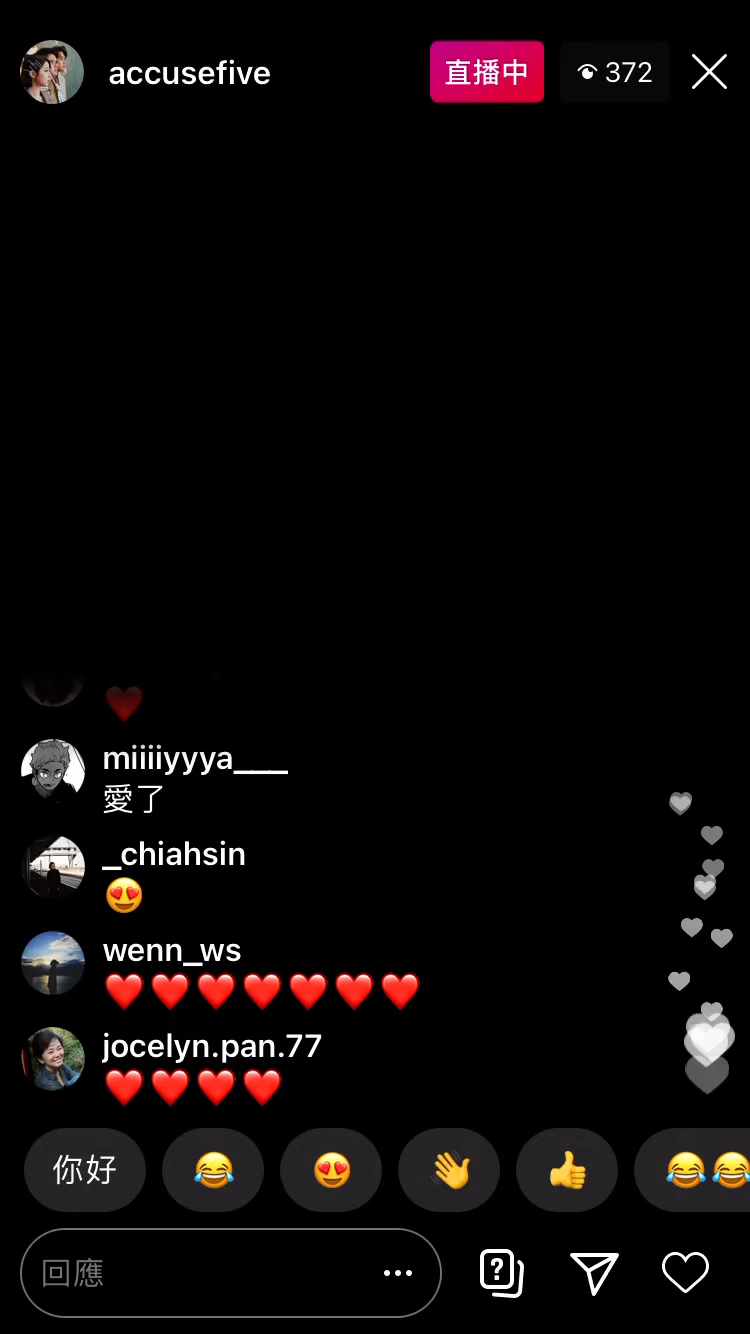 accusefive
直播中
372
miiiiyyya___
愛了
❤️
_chiahsin
😍
wenn_ws
❤️❤️❤️❤️❤️❤️❤️
jocelyn.pan.77
❤️❤️❤️❤️
你好 😂 😍 👋 👍 😂😂
回應